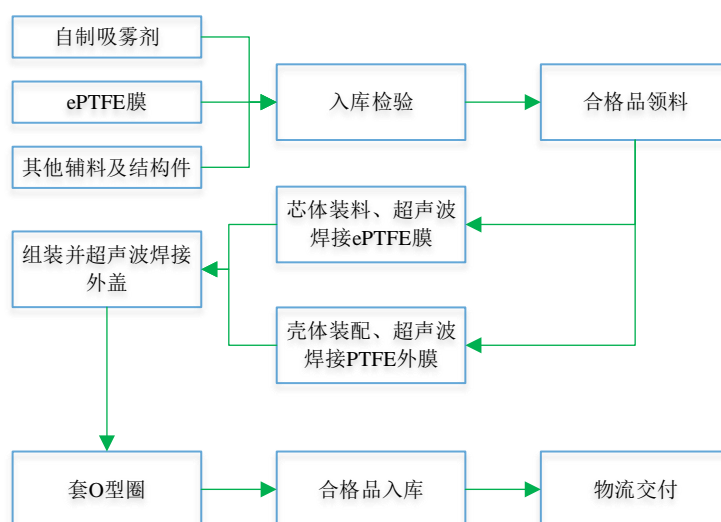 自制吸雾剂
ePTFE膜
其他辅料及结构件
入库检验
合格品领料
芯体装料、超声波
焊接ePTFE膜
壳体装配、超声波
焊接PTFE外膜
组装并超声波焊接
外盖
套O型圈
合格品入库
物流交付